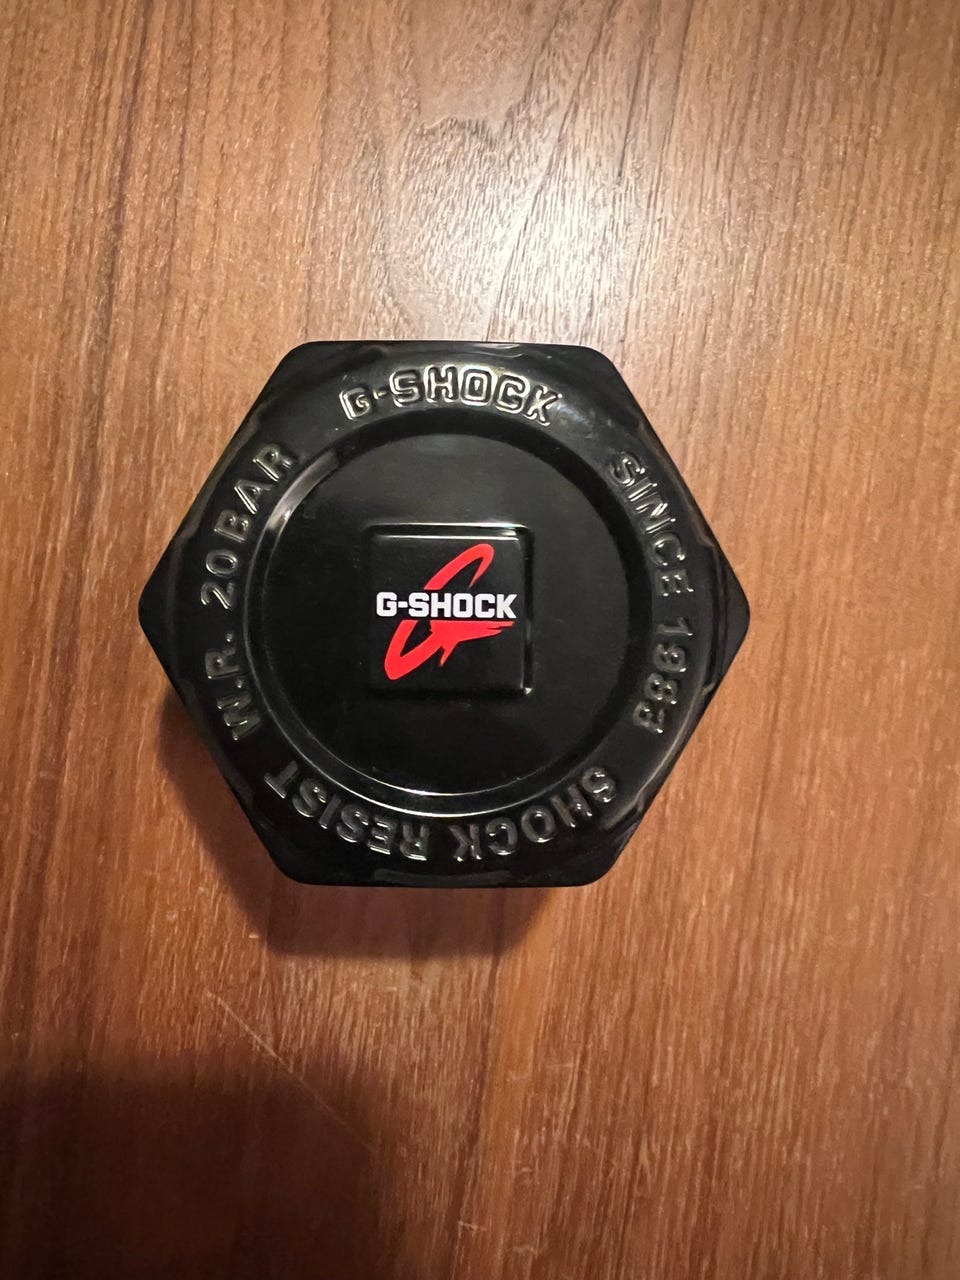 G-SHOCK
SINCE 1983
SHOCK RESIST
W.R. 20BAR
G-SHOCK